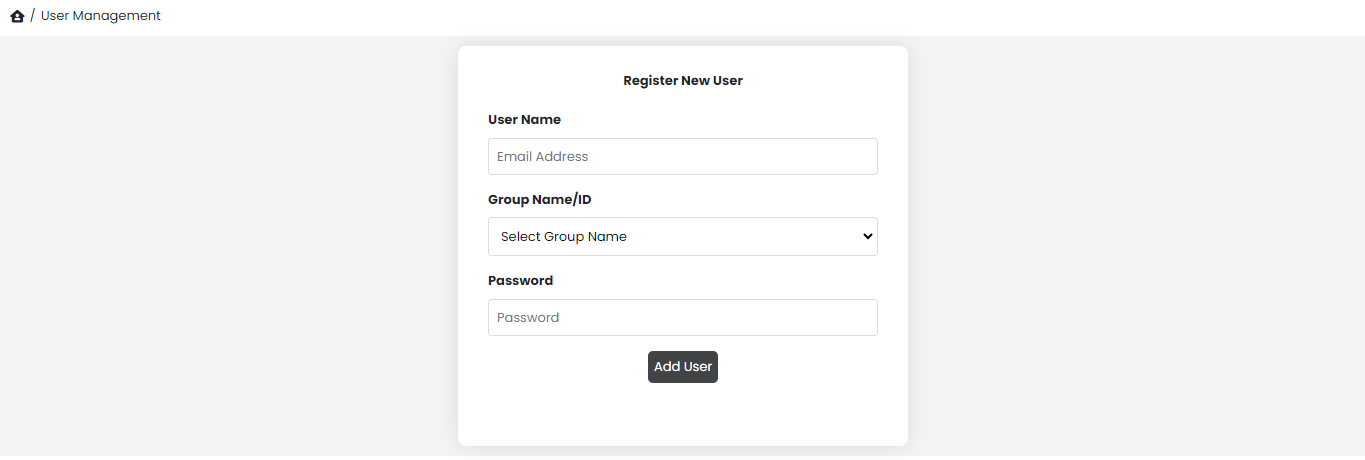 / User Management
Register New User
User Name
Email Address
Group Name/ID
Select Group Name
Password
Password
Add User